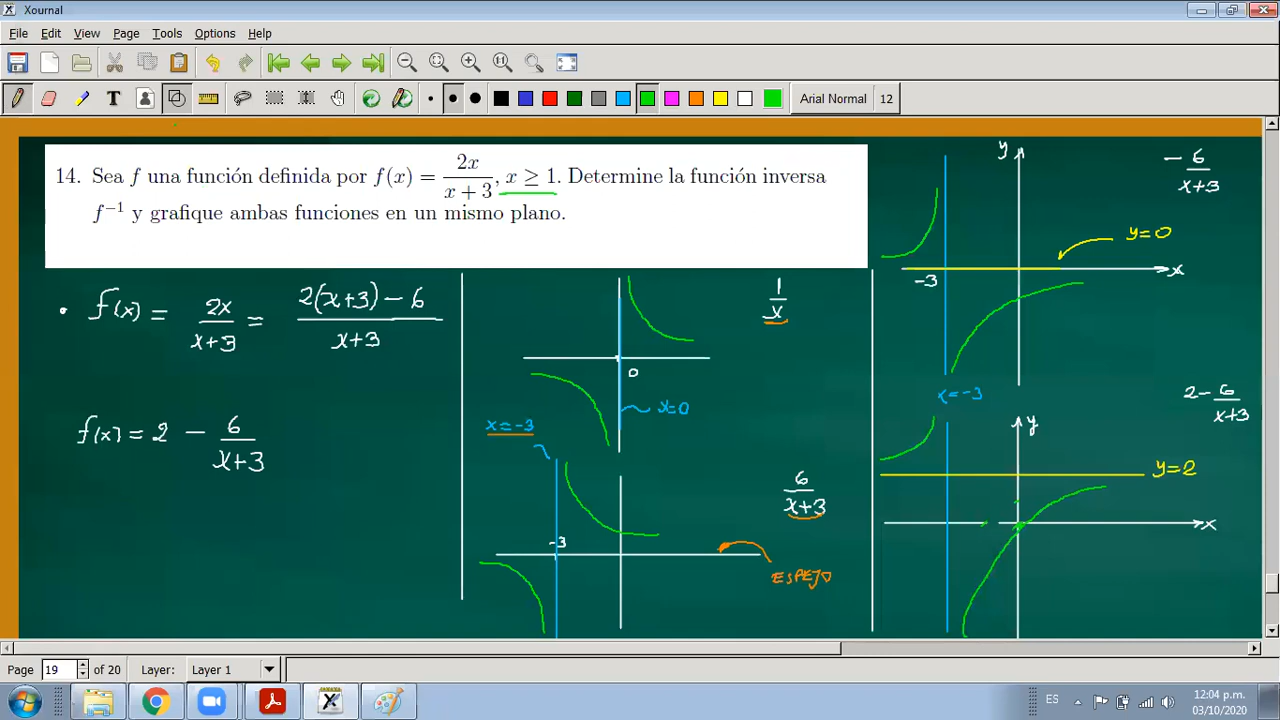 Xournal
File Edit View Page Tools Options Help
Arial Normal 12
14. Sea f una función definida por f(x) = 2x/(x + 3), x ≥ 1. Determine la función inversa
f⁻¹ y grafique ambas funciones en un mismo plano.
• f(x) = 2x/(x+3) = (2(x+3) - 6)/(x+3)
f(x) = 2 - 6/(x+3)
1/x
0
x=0
x=-3
6/(x+3)
-3
ESPEJO
y
-6/(x+3)
y=0
x
-3
x=-3
2-6/(x+3)
y
y=2
x
Page 19 of 20 Layer: Layer 1
ES
12:04 p.m.
03/10/2020